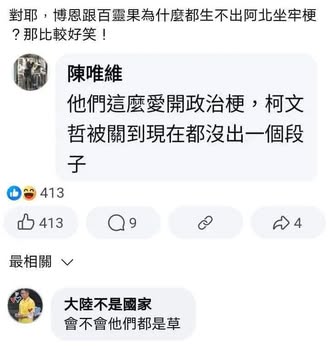 對耶，博恩跟百靈果為什麼都生不出阿北坐牢梗
？那比較好笑！
陳唯維
他們這麼愛開政治梗，柯文
哲被關到現在都沒出一個段
子
413
413
9
4
最相關
大陸不是國家
會不會他們都是草